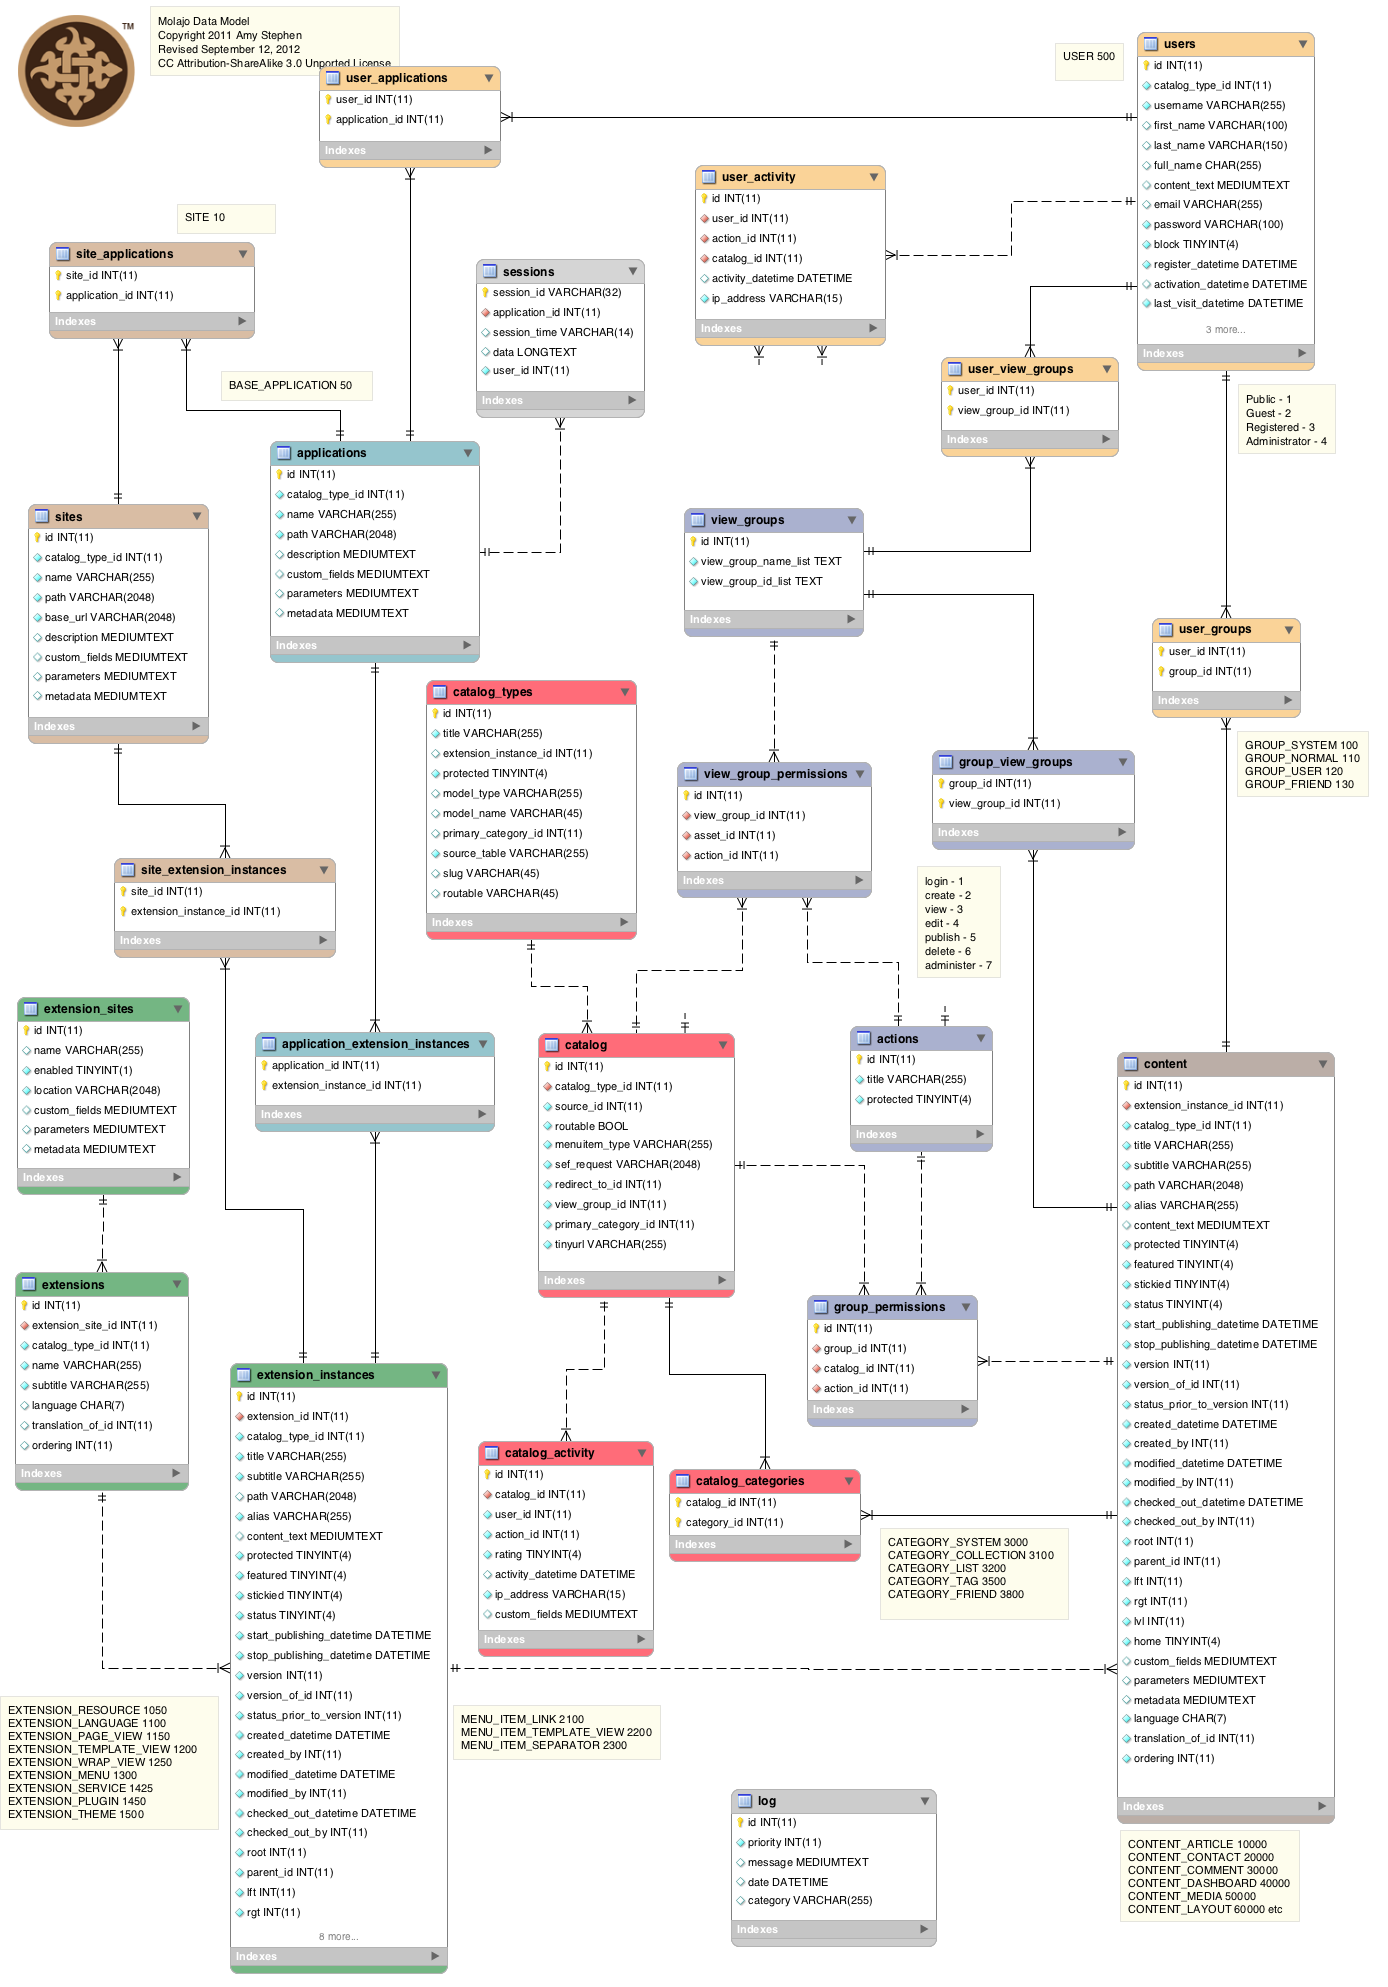 TM
Molajo Data Model
Copyright 2011 Amy Stephen
Revised September 12, 2012
CC Attribution-ShareAlike 3.0 Unported License
user_applications
user_id INT(11)
application_id INT(11)
Indexes
USER 500
users
id INT(11)
catalog_type_id INT(11)
username VARCHAR(255)
first_name VARCHAR(100)
last_name VARCHAR(150)
full_name CHAR(255)
content_text MEDIUMTEXT
email VARCHAR(255)
password VARCHAR(100)
block TINYINT(4)
register_datetime DATETIME
activation_datetime DATETIME
last_visit_datetime DATETIME
3 more...
Indexes
user_activity
id INT(11)
user_id INT(11)
action_id INT(11)
catalog_id INT(11)
activity_datetime DATETIME
ip_address VARCHAR(15)
Indexes
SITE 10
site_applications
site_id INT(11)
application_id INT(11)
Indexes
sessions
session_id VARCHAR(32)
application_id INT(11)
session_time VARCHAR(14)
data LONGTEXT
user_id INT(11)
Indexes
BASE_APPLICATION 50
user_view_groups
user_id INT(11)
view_group_id INT(11)
Indexes
Public - 1
Guest - 2
Registered - 3
Administrator - 4
applications
id INT(11)
catalog_type_id INT(11)
name VARCHAR(255)
path VARCHAR(2048)
description MEDIUMTEXT
custom_fields MEDIUMTEXT
parameters MEDIUMTEXT
metadata MEDIUMTEXT
Indexes
sites
id INT(11)
catalog_type_id INT(11)
name VARCHAR(255)
path VARCHAR(2048)
base_url VARCHAR(2048)
description MEDIUMTEXT
custom_fields MEDIUMTEXT
parameters MEDIUMTEXT
metadata MEDIUMTEXT
Indexes
view_groups
id INT(11)
view_group_name_list TEXT
view_group_id_list TEXT
Indexes
user_groups
user_id INT(11)
group_id INT(11)
Indexes
catalog_types
id INT(11)
title VARCHAR(255)
extension_instance_id INT(11)
protected TINYINT(4)
model_type VARCHAR(255)
model_name VARCHAR(45)
primary_category_id INT(11)
source_table VARCHAR(255)
slug VARCHAR(45)
routable VARCHAR(45)
Indexes
view_group_permissions
id INT(11)
view_group_id INT(11)
asset_id INT(11)
action_id INT(11)
Indexes
group_view_groups
group_id INT(11)
view_group_id INT(11)
Indexes
GROUP_SYSTEM 100
GROUP_NORMAL 110
GROUP_USER 120
GROUP_FRIEND 130
site_extension_instances
site_id INT(11)
extension_instance_id INT(11)
Indexes
login - 1
create - 2
view - 3
edit - 4
publish - 5
delete - 6
administer - 7
extension_sites
id INT(11)
name VARCHAR(255)
enabled TINYINT(1)
location VARCHAR(2048)
custom_fields MEDIUMTEXT
parameters MEDIUMTEXT
metadata MEDIUMTEXT
Indexes
application_extension_instances
application_id INT(11)
extension_instance_id INT(11)
Indexes
catalog
id INT(11)
catalog_type_id INT(11)
source_id INT(11)
routable BOOL
menuitem_type VARCHAR(255)
sef_request VARCHAR(2048)
redirect_to_id INT(11)
view_group_id INT(11)
primary_category_id INT(11)
tinyurl VARCHAR(255)
Indexes
actions
id INT(11)
title VARCHAR(255)
protected TINYINT(4)
Indexes
content
id INT(11)
extension_instance_id INT(11)
catalog_type_id INT(11)
title VARCHAR(255)
subtitle VARCHAR(255)
path VARCHAR(2048)
alias VARCHAR(255)
content_text MEDIUMTEXT
protected TINYINT(4)
featured TINYINT(4)
stickied TINYINT(4)
status TINYINT(4)
start_publishing_datetime DATETIME
stop_publishing_datetime DATETIME
version INT(11)
version_of_id INT(11)
status_prior_to_version INT(11)
created_datetime DATETIME
created_by INT(11)
modified_datetime DATETIME
modified_by INT(11)
checked_out_datetime DATETIME
checked_out_by INT(11)
root INT(11)
parent_id INT(11)
lft INT(11)
rgt INT(11)
lvl INT(11)
home TINYINT(4)
custom_fields MEDIUMTEXT
parameters MEDIUMTEXT
metadata MEDIUMTEXT
language CHAR(7)
translation_of_id INT(11)
ordering INT(11)
Indexes
extensions
id INT(11)
extension_site_id INT(11)
catalog_type_id INT(11)
name VARCHAR(255)
subtitle VARCHAR(255)
language CHAR(7)
translation_of_id INT(11)
ordering INT(11)
Indexes
group_permissions
id INT(11)
group_id INT(11)
catalog_id INT(11)
action_id INT(11)
Indexes
extension_instances
id INT(11)
extension_id INT(11)
catalog_type_id INT(11)
title VARCHAR(255)
subtitle VARCHAR(255)
path VARCHAR(2048)
alias VARCHAR(255)
content_text MEDIUMTEXT
protected TINYINT(4)
featured TINYINT(4)
stickied TINYINT(4)
status TINYINT(4)
start_publishing_datetime DATETIME
stop_publishing_datetime DATETIME
version INT(11)
version_of_id INT(11)
status_prior_to_version INT(11)
created_datetime DATETIME
created_by INT(11)
modified_datetime DATETIME
modified_by INT(11)
checked_out_datetime DATETIME
checked_out_by INT(11)
root INT(11)
parent_id INT(11)
lft INT(11)
rgt INT(11)
8 more...
Indexes
catalog_activity
id INT(11)
catalog_id INT(11)
user_id INT(11)
action_id INT(11)
rating TINYINT(4)
activity_datetime DATETIME
ip_address VARCHAR(15)
custom_fields MEDIUMTEXT
Indexes
catalog_categories
catalog_id INT(11)
category_id INT(11)
Indexes
CATEGORY_SYSTEM 3000
CATEGORY_COLLECTION 3100
CATEGORY_LIST 3200
CATEGORY_TAG 3500
CATEGORY_FRIEND 3800
EXTENSION_RESOURCE 1050
EXTENSION_LANGUAGE 1100
EXTENSION_PAGE_VIEW 1150
EXTENSION_TEMPLATE_VIEW 1200
EXTENSION_WRAP_VIEW 1250
EXTENSION_MENU 1300
EXTENSION_SERVICE 1425
EXTENSION_PLUGIN 1450
EXTENSION_THEME 1500
MENU_ITEM_LINK 2100
MENU_ITEM_TEMPLATE_VIEW 2200
MENU_ITEM_SEPARATOR 2300
log
id INT(11)
priority INT(11)
message MEDIUMTEXT
date DATETIME
category VARCHAR(255)
Indexes
CONTENT_ARTICLE 10000
CONTENT_CONTACT 20000
CONTENT_COMMENT 30000
CONTENT_DASHBOARD 40000
CONTENT_MEDIA 50000
CONTENT_LAYOUT 60000 etc